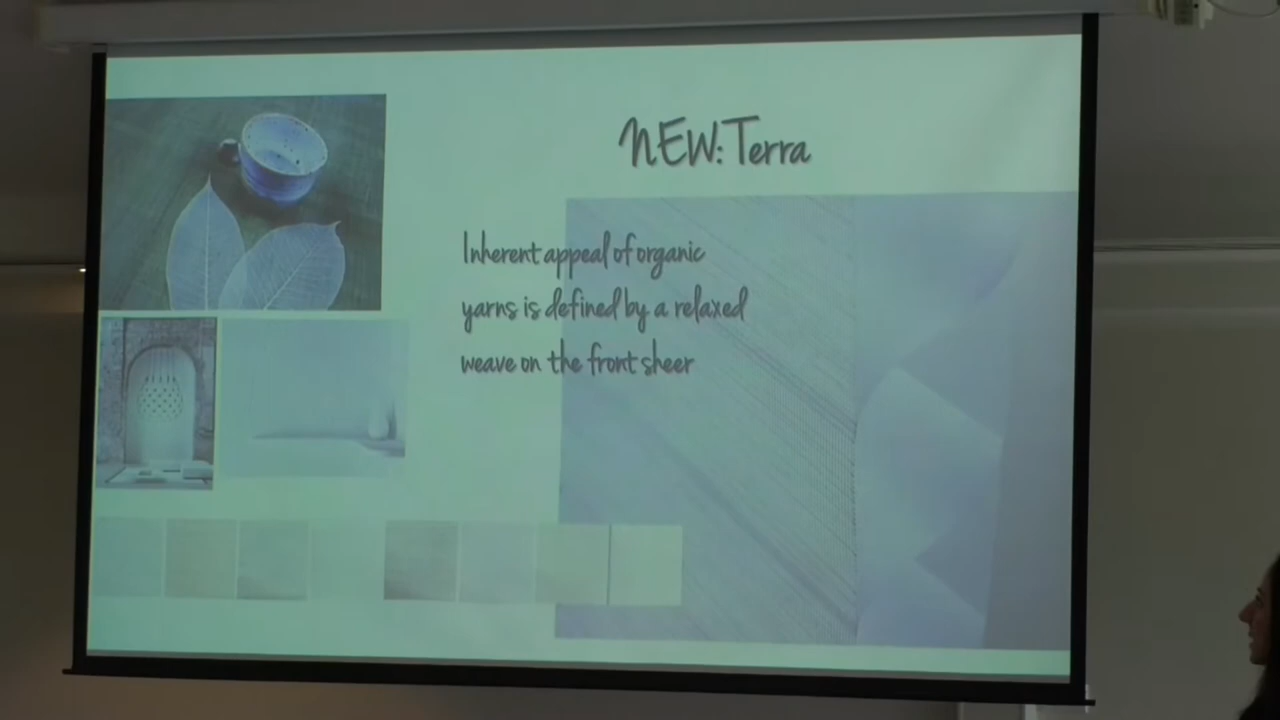 NEW: Terra
Inherent appeal of organic
yarns is defined by a relaxed
weave on the front sheer